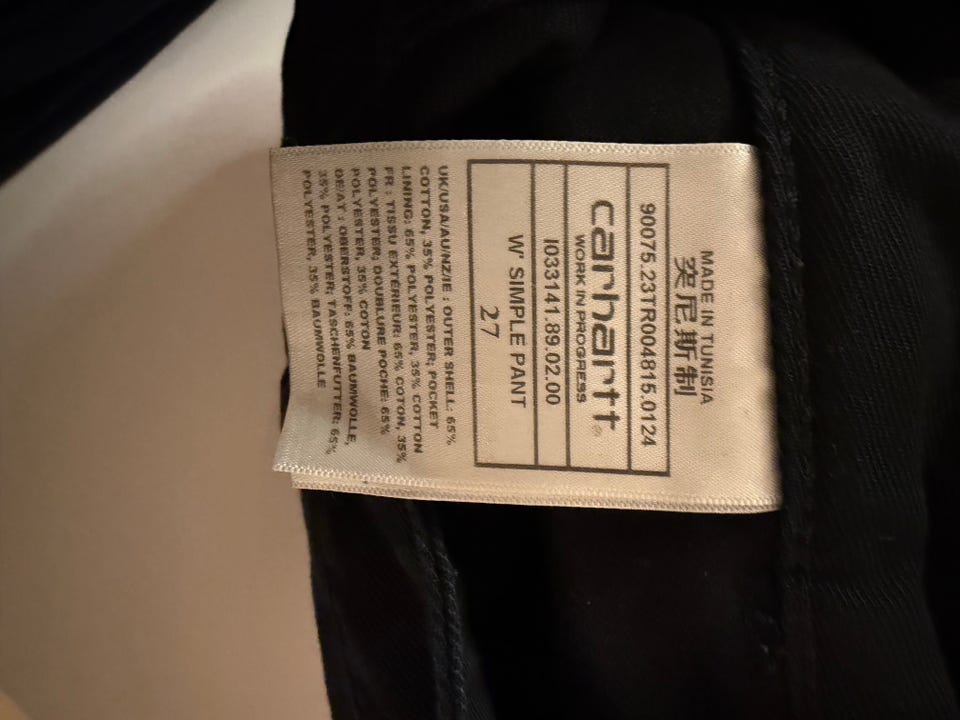 MADE IN TUNISIA
突尼斯制
90075.23TR004815.0124
carhartt
WORK IN PROGRESS
I033141.89.02.00
W' SIMPLE PANT
27
UK/USA/AU/NZ/IE : OUTER SHELL: 65%
COTTON, 35% POLYESTER; POCKET
LINING: 65% POLYESTER, 35% COTTON
FR : TISSU EXTÉRIEUR: 65% COTON, 35%
POLYESTER; DOUBLURE POCHE: 65%
POLYESTER, 35% COTON
DE/AT : OBERSTOFF: 65% BAUMWOLLE,
35% POLYESTER; TASCHENFUTTER: 65%
POLYESTER, 35% BAUMWOLLE